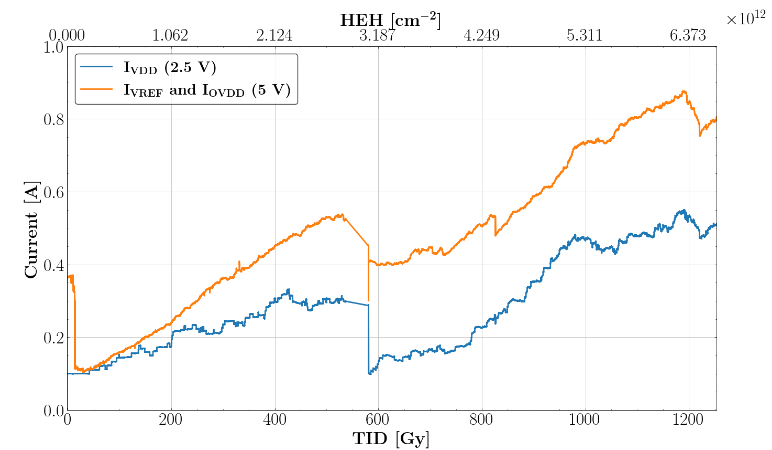 HEH [cm⁻²]
×10¹²
0.000 1.062 2.124 3.187 4.249 5.311 6.373
I_VDD (2.5 V)
I_VREF and I_OVDD (5 V)
Current [A]
1.0
0.8
0.6
0.4
0.2
0.0
0 200 400 600 800 1000 1200
TID [Gy]